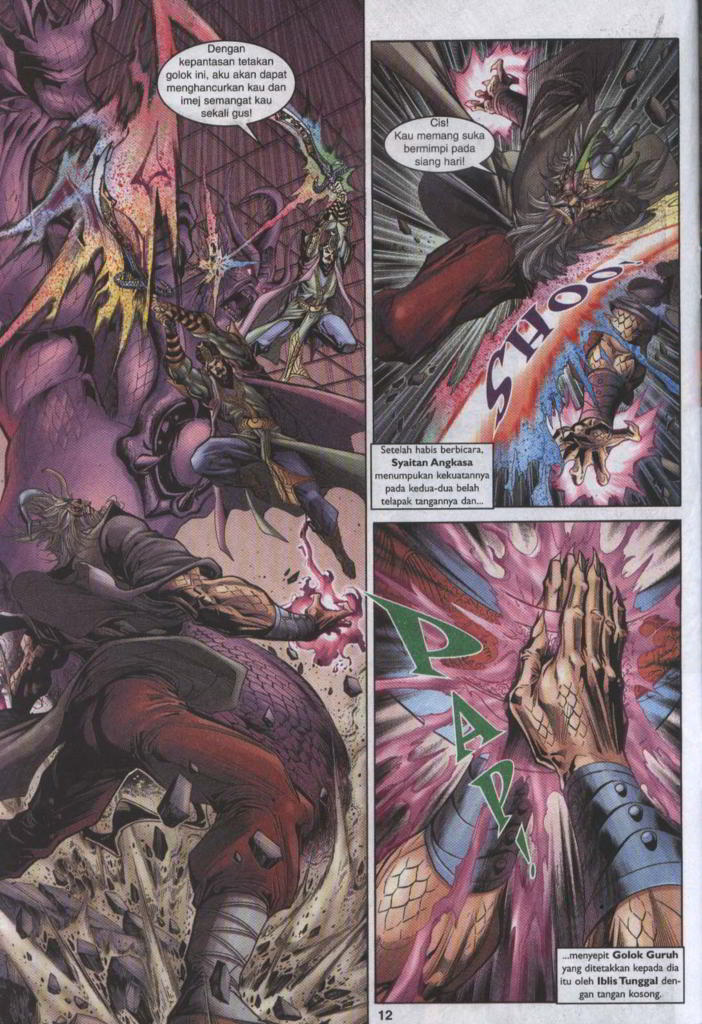 Dengan
kepantasan tetakan
golok ini, aku akan dapat
menghancurkan kau dan
imej semangat kau
sekali gus!
Cis!
Kau memang suka
bermimpi pada
siang hari!
SHOO
Setelah habis berbicara,
Syaitan Angkasa
menumpukan kekuatannya
pada kedua-dua belah
telapak tangannya dan...
PAP!
...menyepit Golok Guruh
yang ditetakkan kepada dia
itu oleh Iblis Tunggal den-
gan tangan kosong.
12